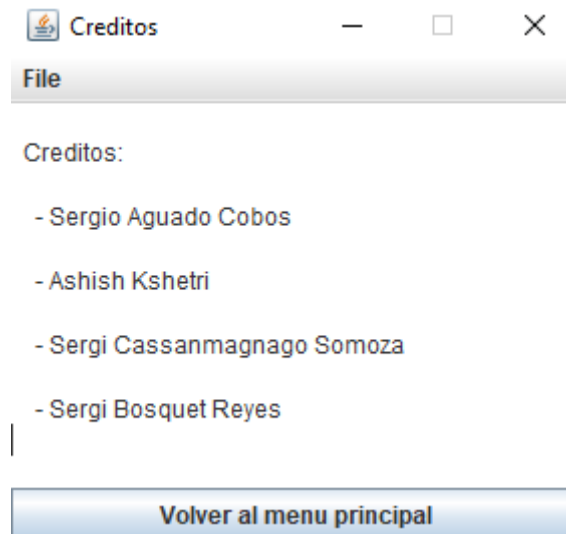 Creditos
File
Creditos:
- Sergio Aguado Cobos
- Ashish Kshetri
- Sergi Cassanmagnago Somoza
- Sergi Bosquet Reyes
Volver al menu principal